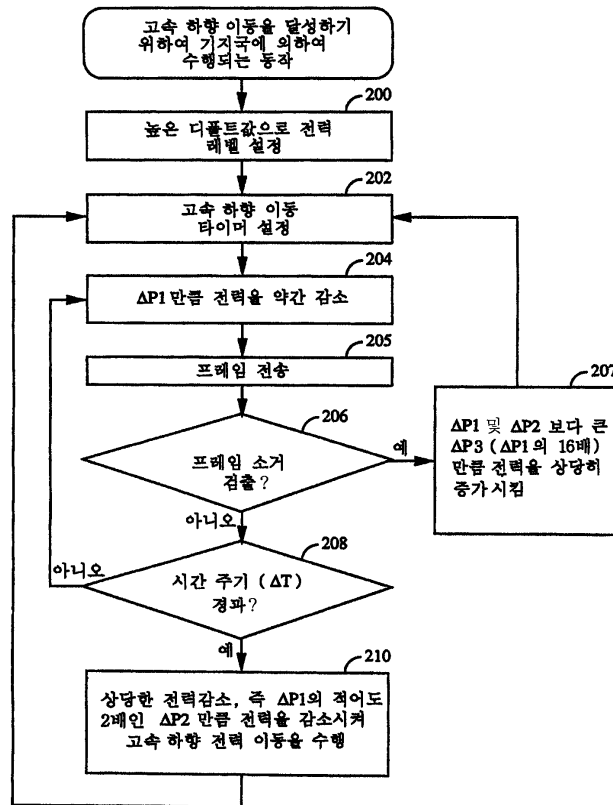 고속 하향 이동을 달성하기
위하여 기지국에 의하여
수행되는 동작
200
높은 디폴트값으로 전력
레벨 설정
202
고속 하향 이동
타이머 설정
204
ΔP1 만큼 전력을 약간 감소
205
프레임 전송
206
프레임 소거
검출?
예
207
ΔP1 및 ΔP2 보다 큰
ΔP3 (ΔP1의 16배)
만큼 전력을 상당히
증가시킴
아니오
208
시간 주기 (ΔT)
경과?
아니오
예
210
상당한 전력감소, 즉 ΔP1의 적어도
2배인 ΔP2 만큼 전력을 감소시켜
고속 하향 전력 이동을 수행